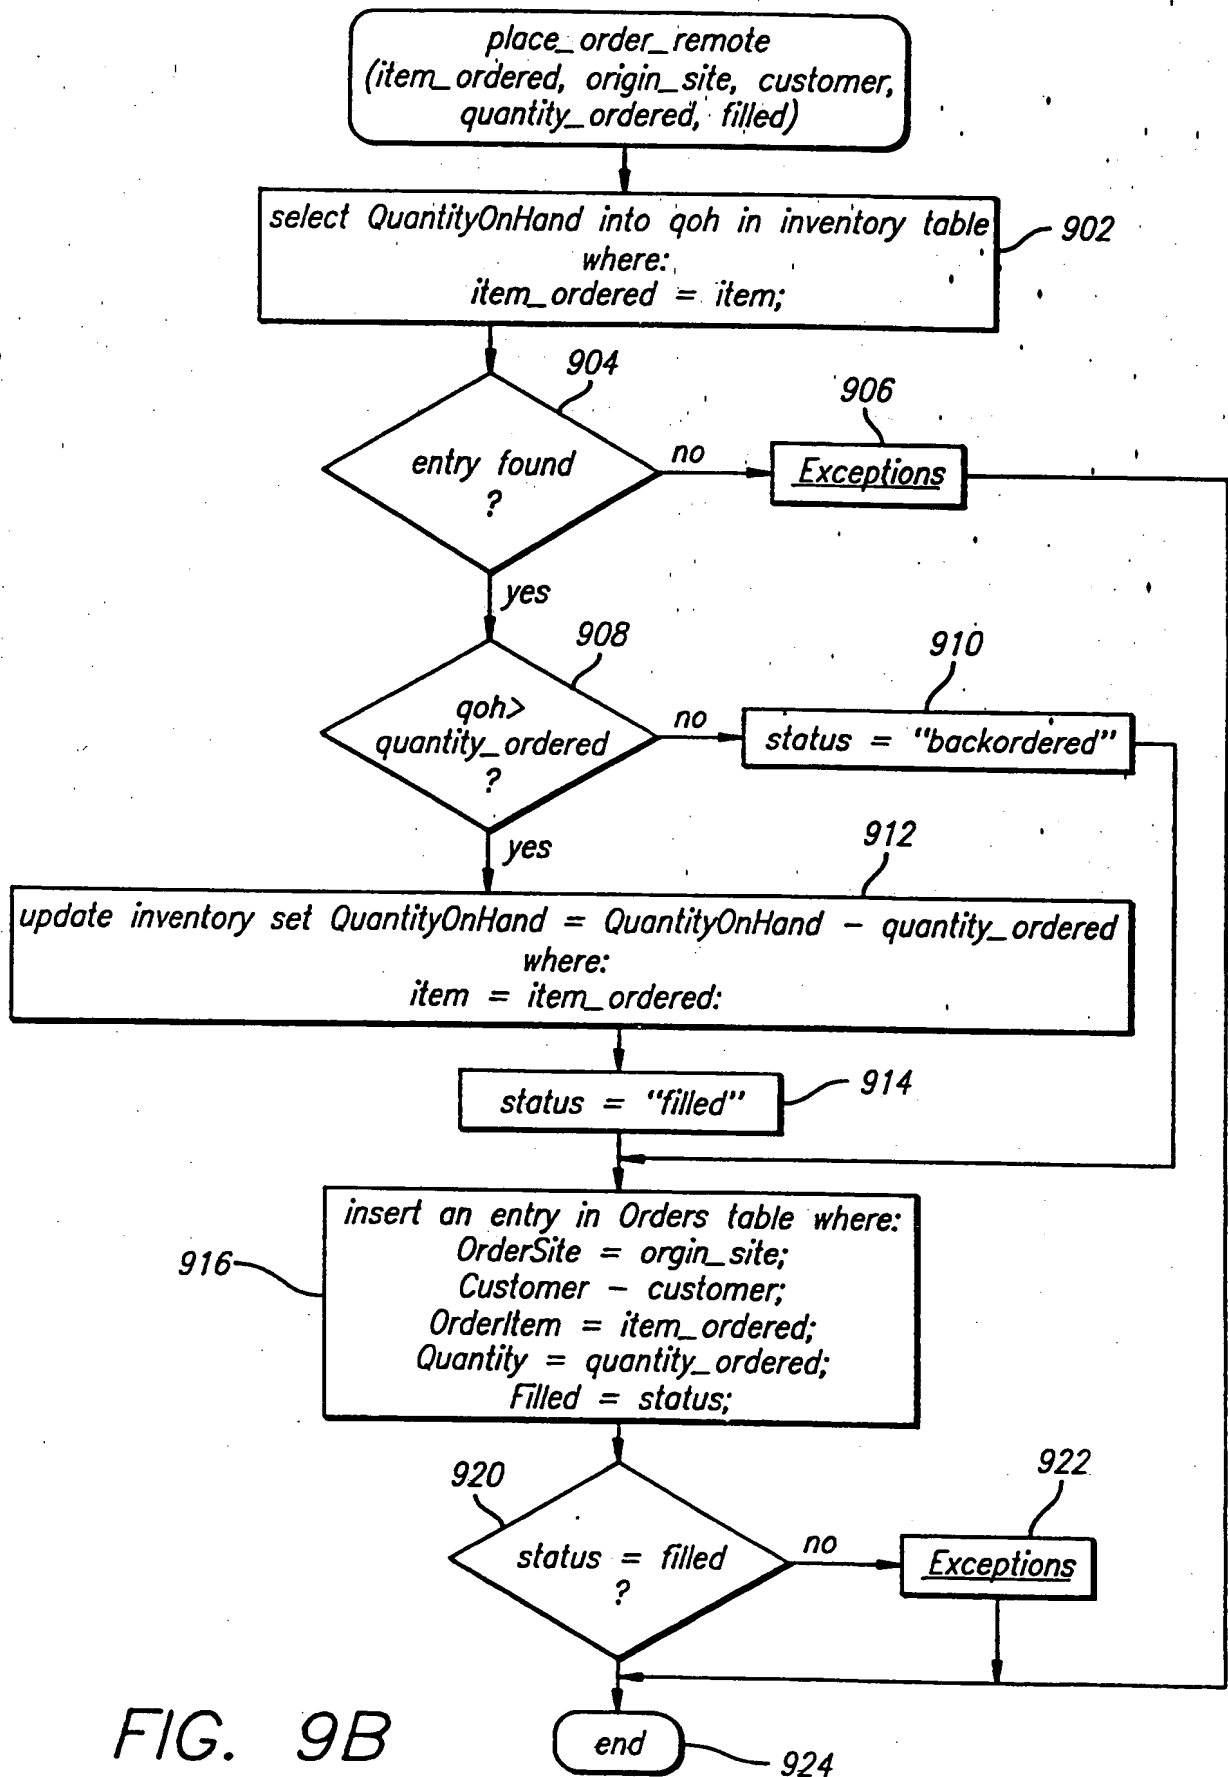 place_order_remote
(item_ordered, origin_site, customer,
quantity_ordered, filled)
select QuantityOnHand into qoh in inventory table
where:
item_ordered = item;
902
904
entry found
?
no
906
Exceptions
yes
908
qoh>
quantity_ordered
?
no
910
status = "backordered"
yes
912
update inventory set QuantityOnHand = QuantityOnHand - quantity_ordered
where:
item = item_ordered:
status = "filled"
914
insert an entry in Orders table where:
OrderSite = orgin_site;
Customer - customer;
OrderItem = item_ordered;
Quantity = quantity_ordered;
Filled = status;
916
920
status = filled
?
no
922
Exceptions
end
924
FIG. 9B